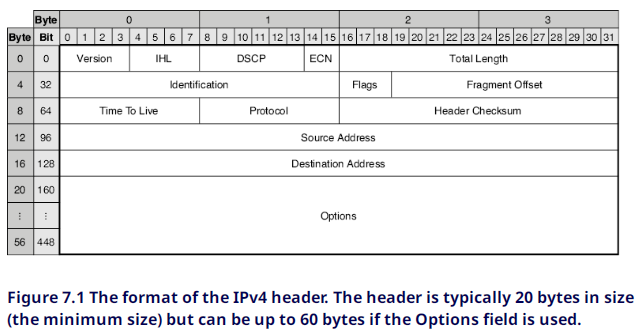 Byte 0 1 2 3
Byte Bit 0 1 2 3 4 5 6 7 8 9 10 11 12 13 14 15 16 17 18 19 20 21 22 23 24 25 26 27 28 29 30 31
0 0 Version IHL DSCP ECN Total Length
4 32 Identification Flags Fragment Offset
8 64 Time To Live Protocol Header Checksum
12 96 Source Address
16 128 Destination Address
20 160
⋮ ⋮ Options
56 448
Figure 7.1 The format of the IPv4 header. The header is typically 20 bytes in size
(the minimum size) but can be up to 60 bytes if the Options field is used.